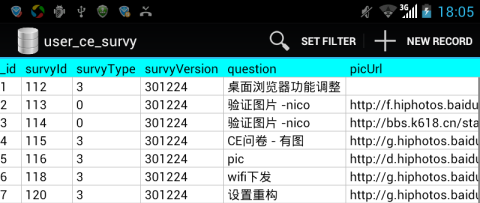 3G 18:05
user_ce_survy SET FILTER NEW RECORD
_id survyId survyType survyVersion question picUrl
1 112 3 301224 桌面浏览器功能调整
2 113 0 301224 验证图片 -nico http://f.hiphotos.baidu
3 114 0 301224 验证图片 -nico http://bbs.k618.cn/sta
4 115 3 301224 CE问卷 - 有图 http://g.hiphotos.baidu
5 116 3 301224 pic http://d.hiphotos.baidu
6 118 3 301224 wifi下发 http://g.hiphotos.baidu
7 120 3 301224 设置重构 http://g.hiphotos.baidu